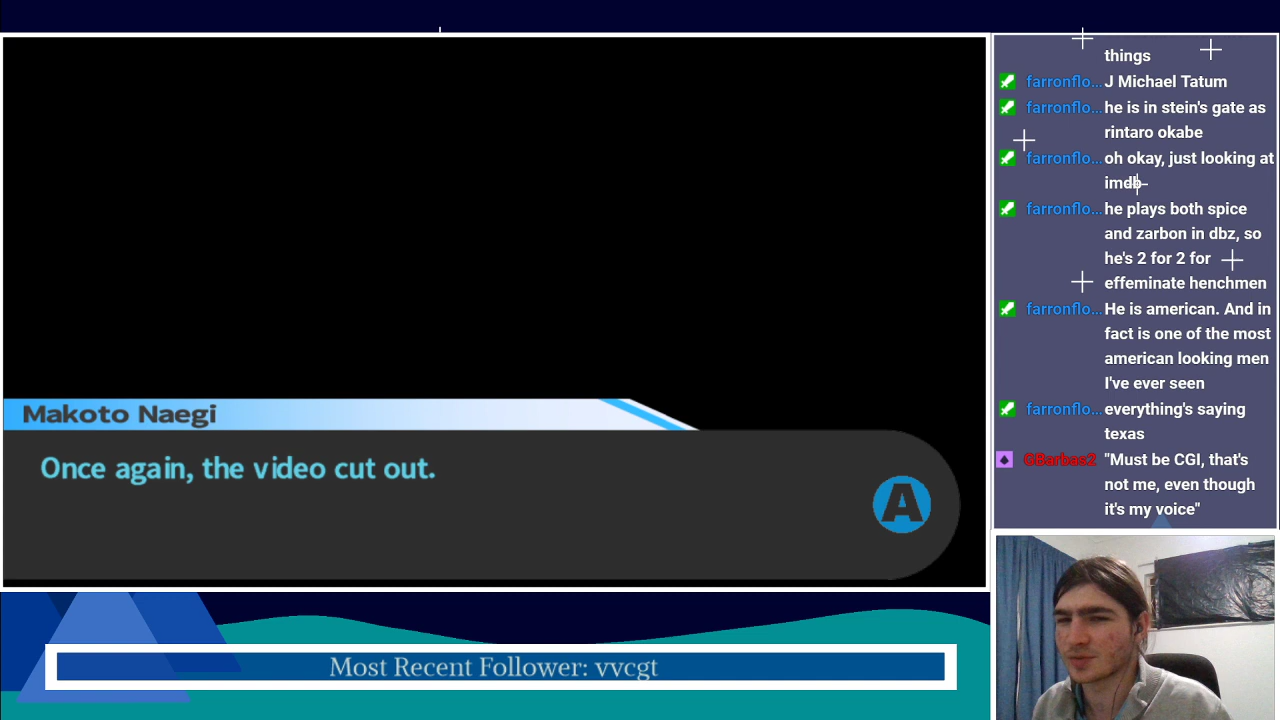 things
farronflo... J Michael Tatum
farronflo... he is in stein's gate as
rintaro okabe
farronflo... oh okay, just looking at
imdb
farronflo... he plays both spice
and zarbon in dbz, so
he's 2 for 2 for
effeminate henchmen
farronflo... He is american. And in
fact is one of the most
american looking men
I've ever seen
farronflo... everything's saying
texas
OBarbas2 "Must be CGI, that's
not me, even though
it's my voice"
Makoto Naegi
Once again, the video cut out.
A
Most Recent Follower: vvcgt